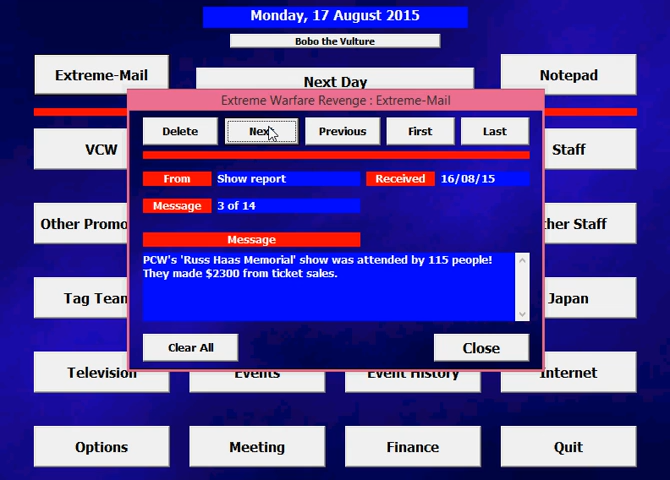 Monday, 17 August 2015
Bobo the Vulture
Extreme-Mail
Next Day
Notepad
Extreme Warfare Revenge : Extreme-Mail
Delete
Next
Previous
First
Last
VCW
Staff
From
Show report
Received
16/08/15
Message
3 of 14
Other Promo
her Staff
Message
PCW's 'Russ Haas Memorial' show was attended by 115 people!
They made $2300 from ticket sales.
Tag Team
Japan
Clear All
Close
Television
Events
Event History
Internet
Options
Meeting
Finance
Quit